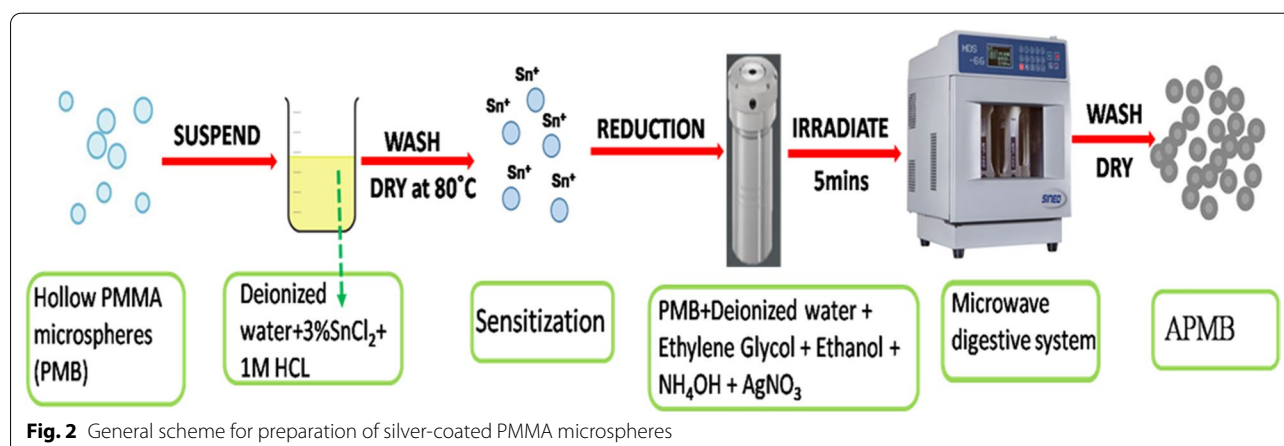 SUSPEND
WASH
DRY at 80°C
Sn⁺
Sn⁺
Sn⁺
Sn⁺
Sn⁺
REDUCTION
IRRADIATE
5mins
MDS
-6G
SINEO
WASH
DRY
Hollow PMMA
microspheres
(PMB)
Deionized
water+3%SnCl₂+
1M HCL
Sensitization
PMB+Deionized water +
Ethylene Glycol + Ethanol +
NH₄OH + AgNO₃
Microwave
digestive system
APMB
Fig. 2 General scheme for preparation of silver-coated PMMA microspheres